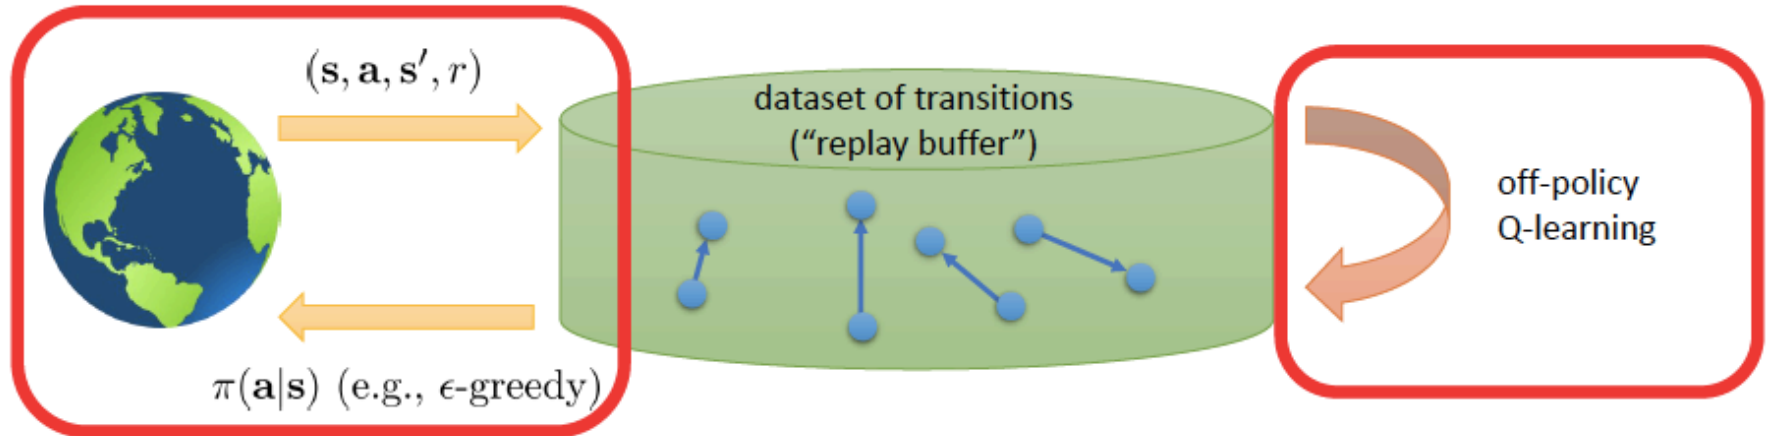 (s, a, s′, r)
dataset of transitions
(“replay buffer”)
off-policy
Q-learning
π(a|s) (e.g., ϵ-greedy)